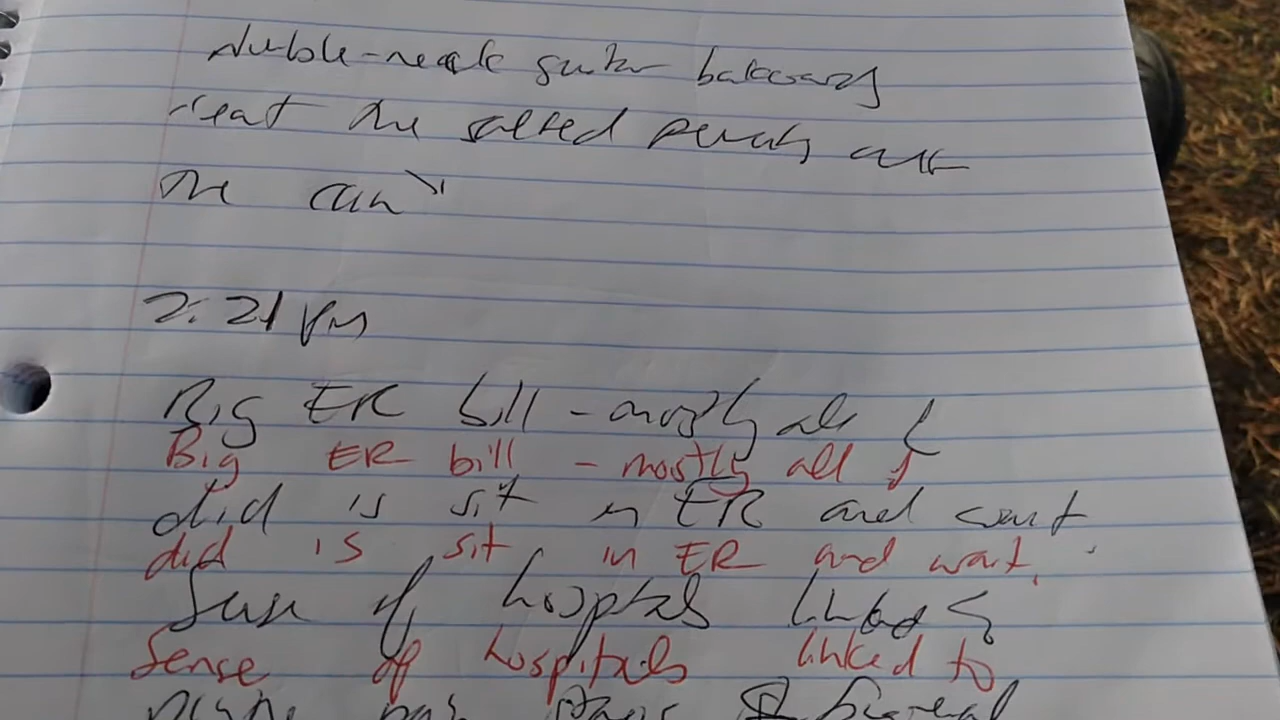 double-neck guitar backwards
the salted peanuts out
the can"
2:21 PM
Big ER bill - mostly all I
Big ER bill - mostly all I
did is sit in ER and wait.
did is sit in ER and wait.
Sense of hospitals linked to
Sense of hospitals linked to